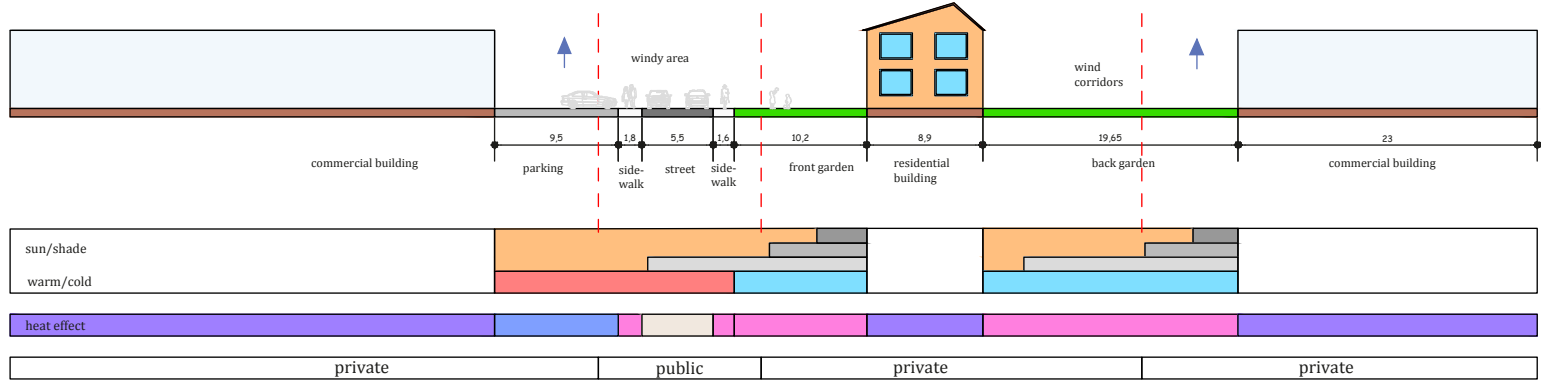 windy area
wind
corridors
9,5
1,8
5,5
1,6
10,2
8,9
19,65
23
commercial building
parking
side-
walk
street
side-
walk
front garden
residential
building
back garden
commercial building
sun/shade
warm/cold
heat effect
private
public
private
private